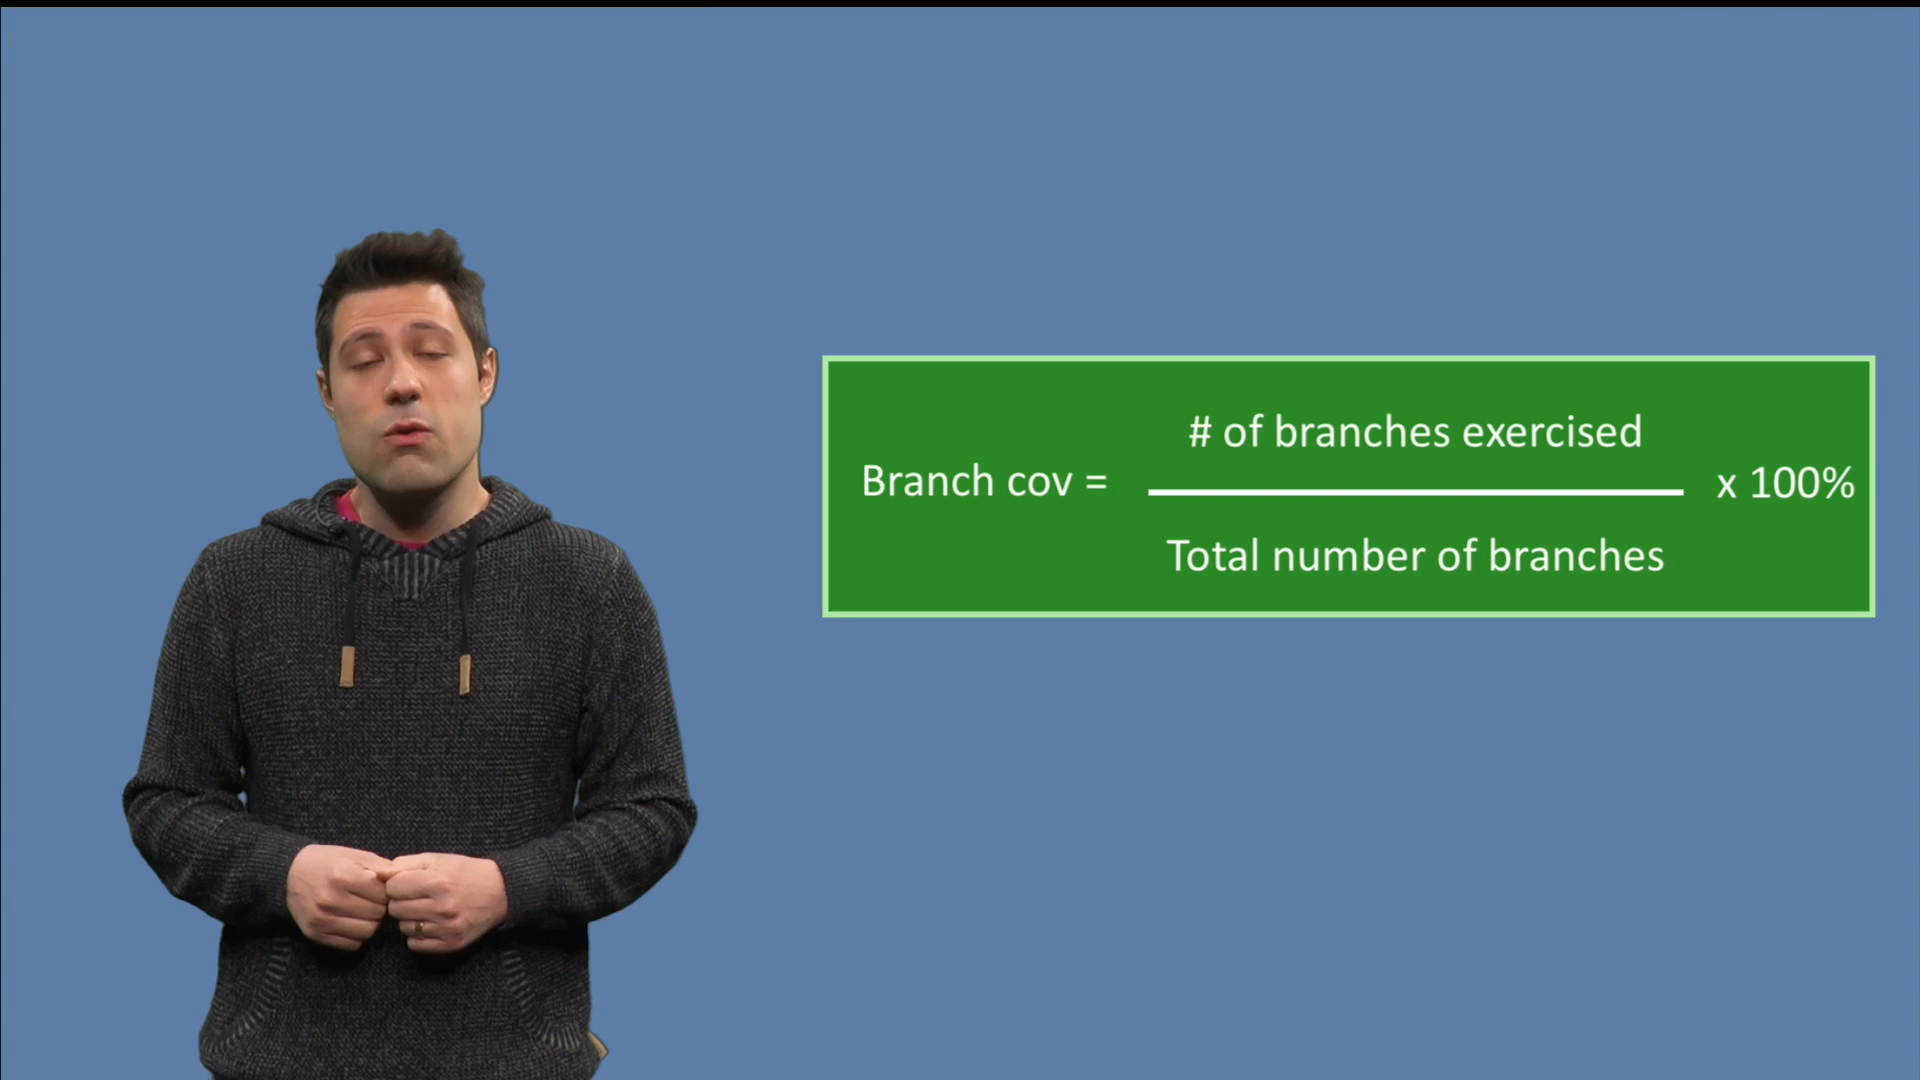 # of branches exercised
Branch cov = x 100%
Total number of branches